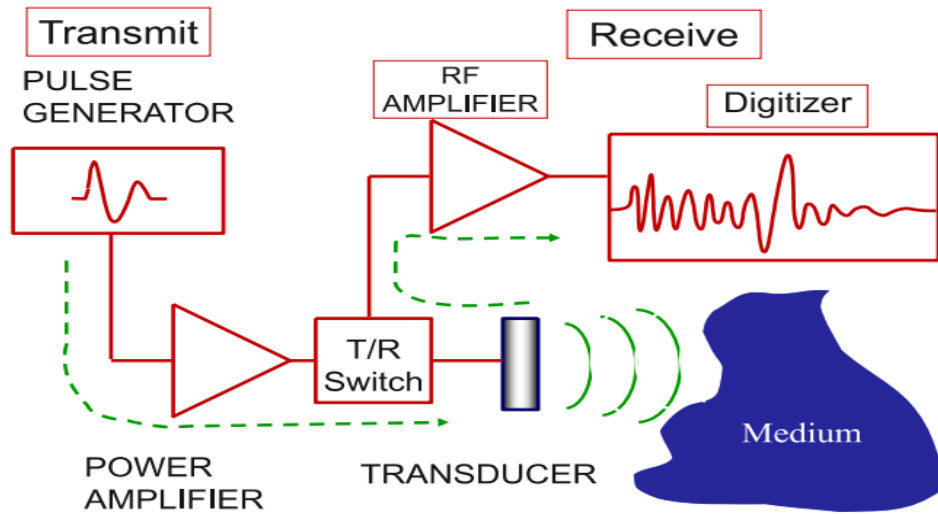 Transmit
Receive
PULSE
GENERATOR
RF
AMPLIFIER
Digitizer
T/R
Switch
Medium
POWER
AMPLIFIER
TRANSDUCER